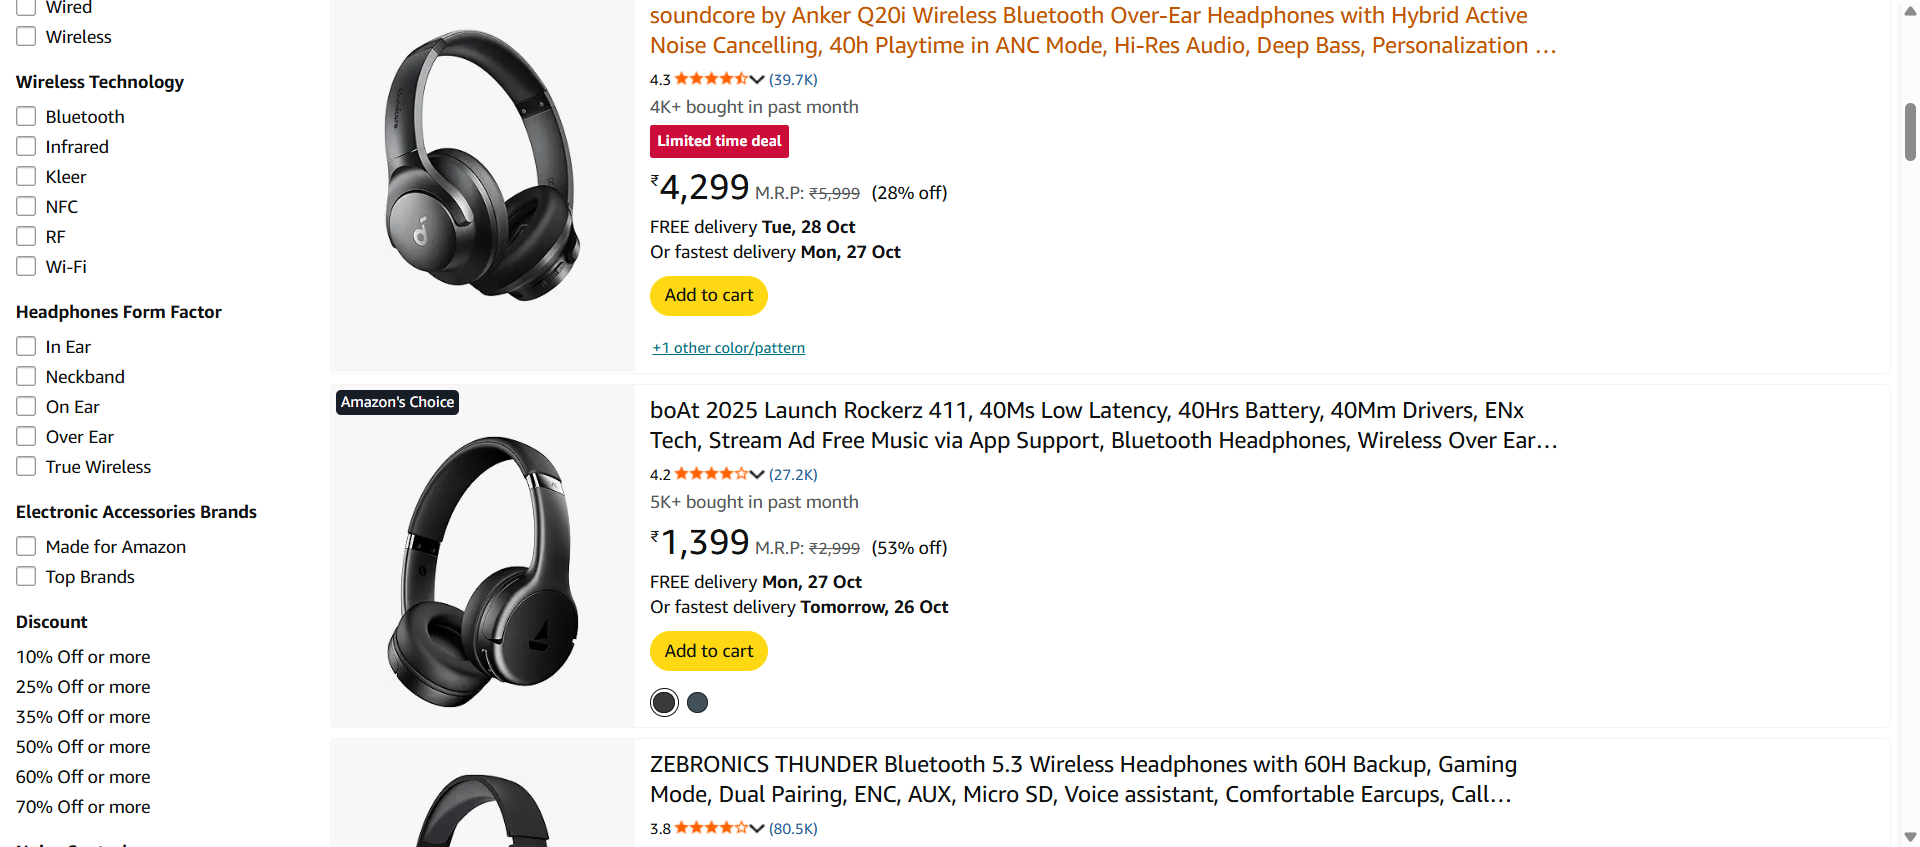 Wired
Wireless
Wireless Technology
Bluetooth
Infrared
Kleer
NFC
RF
Wi-Fi
Headphones Form Factor
In Ear
Neckband
On Ear
Over Ear
True Wireless
Electronic Accessories Brands
Made for Amazon
Top Brands
Discount
10% Off or more
25% Off or more
35% Off or more
50% Off or more
60% Off or more
70% Off or more
soundcore
soundcore by Anker Q20i Wireless Bluetooth Over-Ear Headphones with Hybrid Active
Noise Cancelling, 40h Playtime in ANC Mode, Hi-Res Audio, Deep Bass, Personalization …
4.3 (39.7K)
4K+ bought in past month
Limited time deal
₹4,299 M.R.P: ₹5,999 (28% off)
FREE delivery Tue, 28 Oct
Or fastest delivery Mon, 27 Oct
Add to cart
+1 other color/pattern
Amazon's Choice
boAt 2025 Launch Rockerz 411, 40Ms Low Latency, 40Hrs Battery, 40Mm Drivers, ENx
Tech, Stream Ad Free Music via App Support, Bluetooth Headphones, Wireless Over Ear…
4.2 (27.2K)
5K+ bought in past month
₹1,399 M.R.P: ₹2,999 (53% off)
FREE delivery Mon, 27 Oct
Or fastest delivery Tomorrow, 26 Oct
Add to cart
ZEBRONICS THUNDER Bluetooth 5.3 Wireless Headphones with 60H Backup, Gaming
Mode, Dual Pairing, ENC, AUX, Micro SD, Voice assistant, Comfortable Earcups, Call…
3.8 (80.5K)